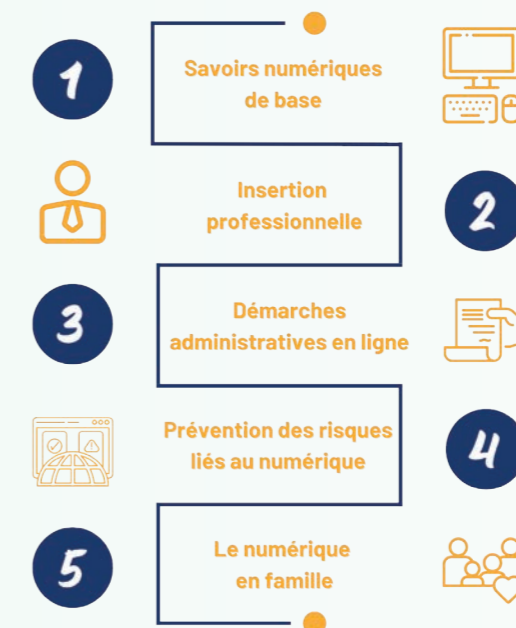 1
Savoirs numériques
de base
Insertion
professionnelle
2
3
Démarches
administratives en ligne
Prévention des risques
liés au numérique
4
5
Le numérique
en famille